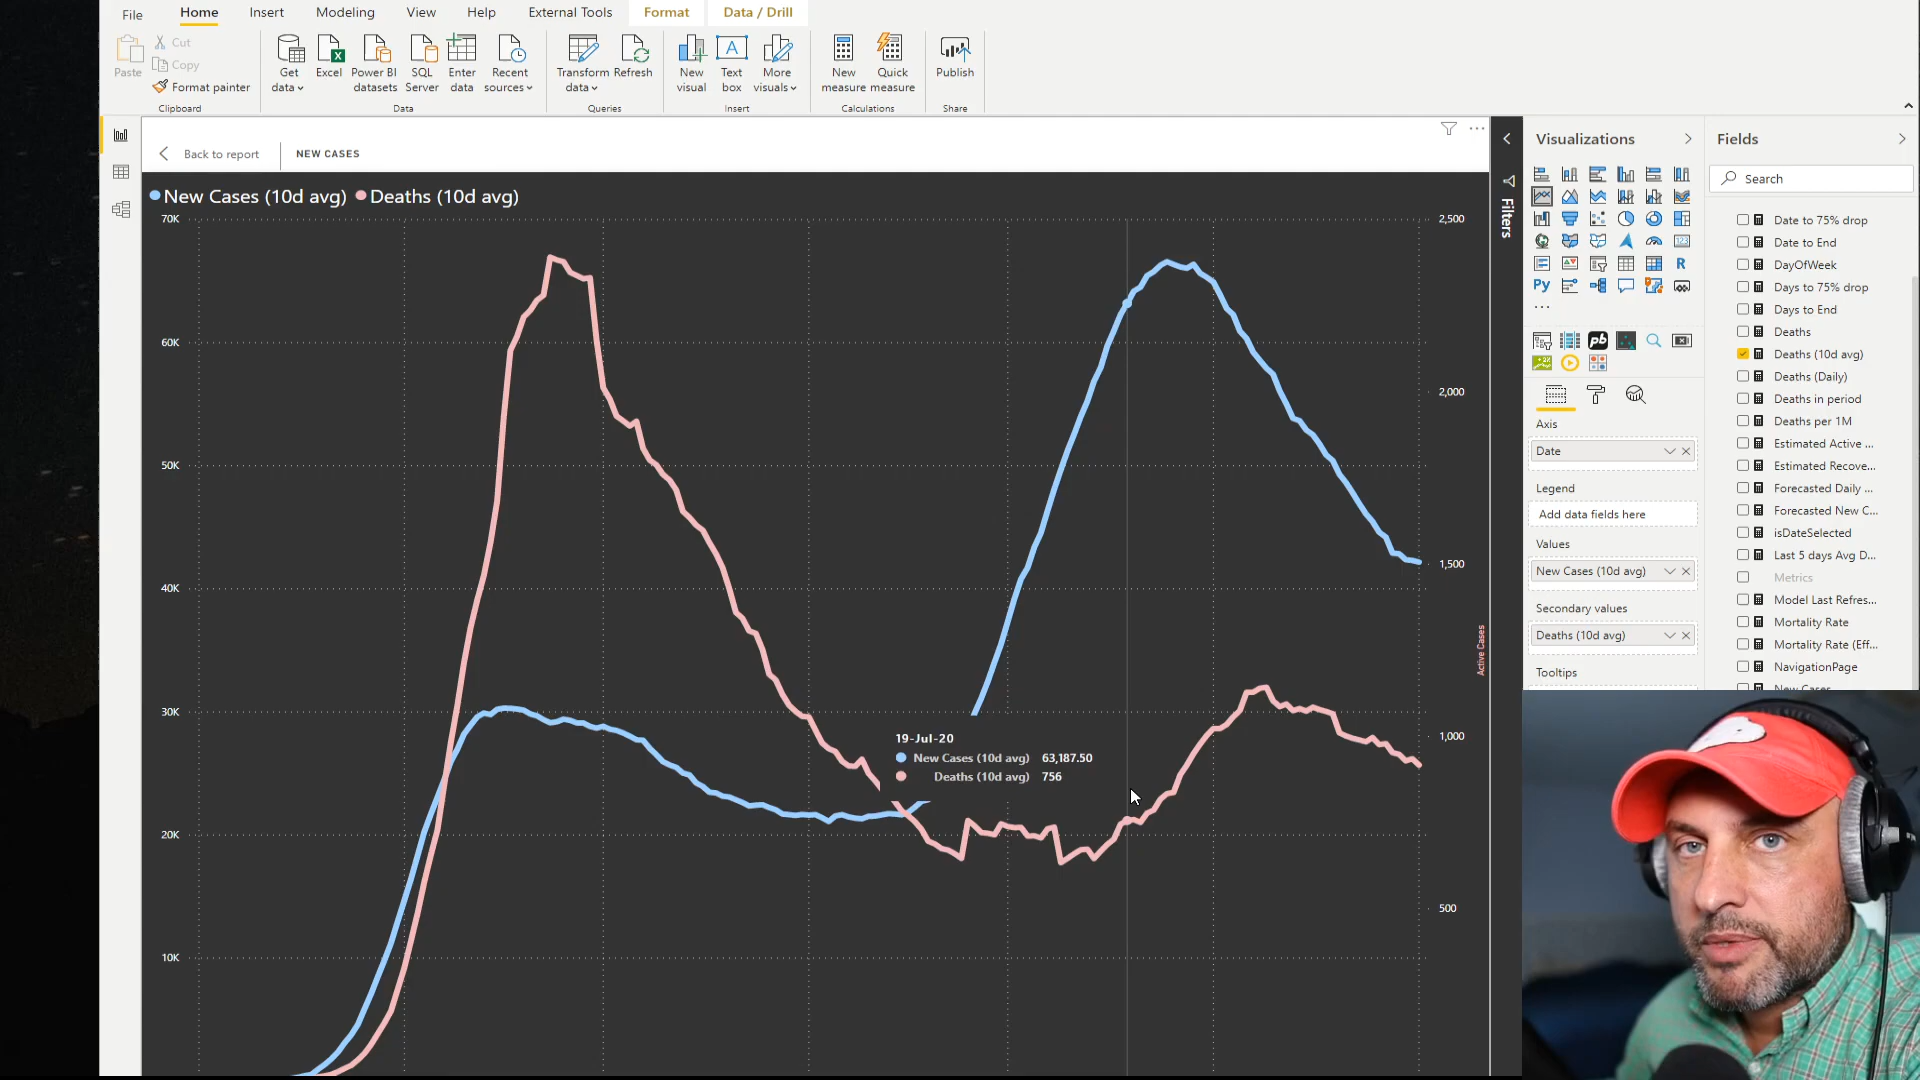 File
Home
Insert
Modeling
View
Help
External Tools
Format
Data / Drill
Paste
Cut
Copy
Format painter
Clipboard
Get data
Excel
Power BI datasets
SQL Server
Enter data
Recent sources
Data
Transform data
Refresh
Queries
New visual
Text box
More visuals
Insert
New measure
Quick measure
Calculations
Publish
Share
Back to report
NEW CASES
New Cases (10d avg)
Deaths (10d avg)
70K
60K
50K
40K
30K
20K
10K
2,500
2,000
1,500
1,000
500
Active Cases
19-Jul-20
New Cases (10d avg) 63,187.50
Deaths (10d avg) 756
Filters
Visualizations
R
Py
pb
Axis
Date
Legend
Add data fields here
Values
New Cases (10d avg)
Secondary values
Deaths (10d avg)
Tooltips
Fields
Search
Date to 75% drop
Date to End
DayOfWeek
Days to 75% drop
Days to End
Deaths
Deaths (10d avg)
Deaths (Daily)
Deaths in period
Deaths per 1M
Estimated Active ...
Estimated Recove...
Forecasted Daily ...
Forecasted New C...
isDateSelected
Last 5 days Avg D...
Metrics
Model Last Refres...
Mortality Rate
Mortality Rate (Eff...
NavigationPage
New Cases